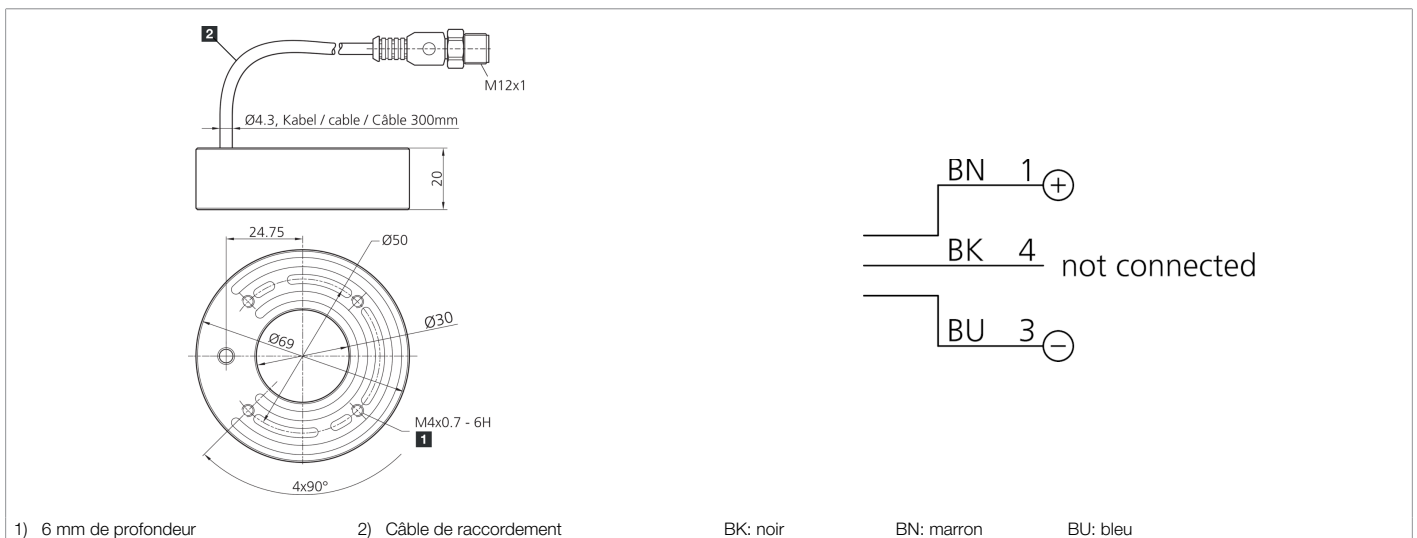 2
M12x1
Ø4.3, Kabel / cable / Câble 300mm
20
24.75
Ø50
Ø30
Ø69
M4x0.7 - 6H
1
4x90°
BN 1 +
BK 4 not connected
BU 3 −
1) 6 mm de profondeur 2) Câble de raccordement BK: noir BN: marron BU: bleu